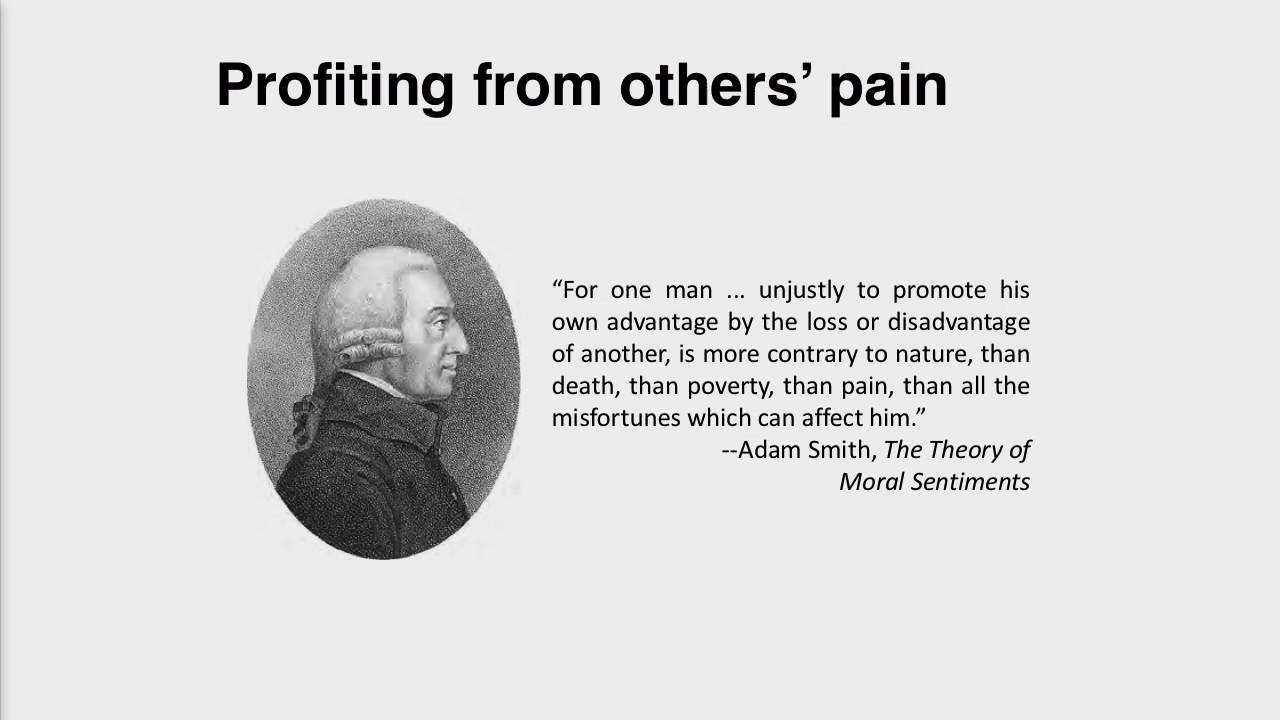 Profiting from others’ pain
“For one man ... unjustly to promote his
own advantage by the loss or disadvantage
of another, is more contrary to nature, than
death, than poverty, than pain, than all the
misfortunes which can affect him.”
--Adam Smith, The Theory of
Moral Sentiments